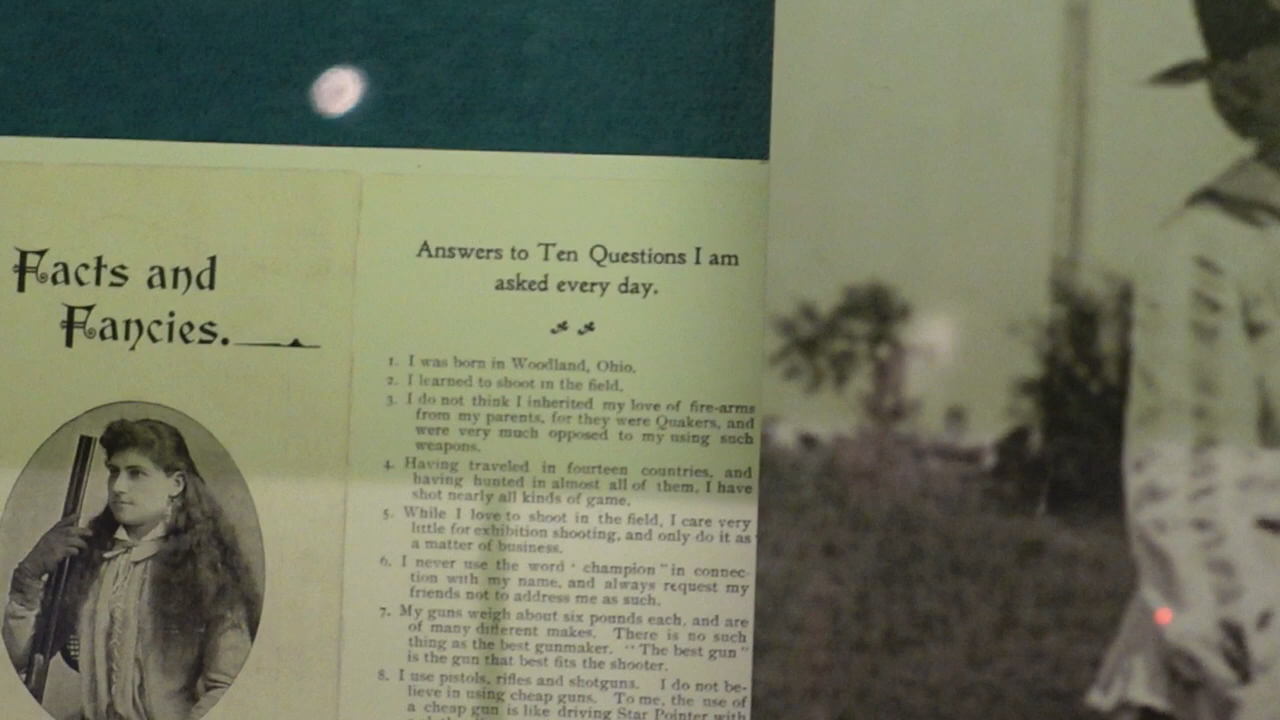 Facts and
Fancies.
Answers to Ten Questions I am
asked every day.
1. I was born in Woodland, Ohio.
2. I learned to shoot in the field.
3. I do not think I inherited my love of fire-arms
from my parents, for they were Quakers, and
were very much opposed to my using such
weapons.
4. Having traveled in fourteen countries, and
having hunted in almost all of them, I have
shot nearly all kinds of game.
5. While I love to shoot in the field, I care very
little for exhibition shooting, and only do it as
a matter of business.
6. I never use the word ' champion " in connec-
tion with my name, and always request my
friends not to address me as such.
7. My guns weigh about six pounds each, and are
of many different makes. There is no such
thing as the best gunmaker. "The best gun"
is the gun that best fits the shooter.
8. I use pistols, rifles and shotguns. I do not be-
lieve in using cheap guns. To me, the use of
a cheap gun is like driving Star Pointer with